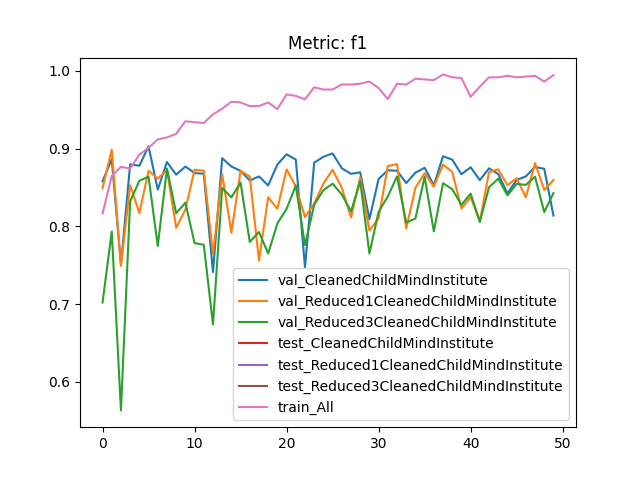 Metric: f1
1.0
0.9
0.8
0.7
0.6
val_CleanedChildMindInstitute
val_Reduced1CleanedChildMindInstitute
val_Reduced3CleanedChildMindInstitute
test_CleanedChildMindInstitute
test_Reduced1CleanedChildMindInstitute
test_Reduced3CleanedChildMindInstitute
train_All
0 10 20 30 40 50